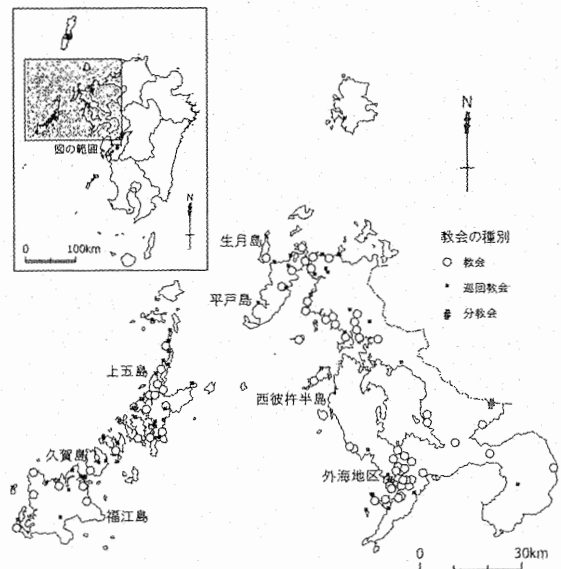 N
図の範囲
N
0 100km
生月島
平戸島
教会の種別
教会
巡回教会
分教会
上五島
西彼杵半島
久賀島
外海地区
福江島
0 30km